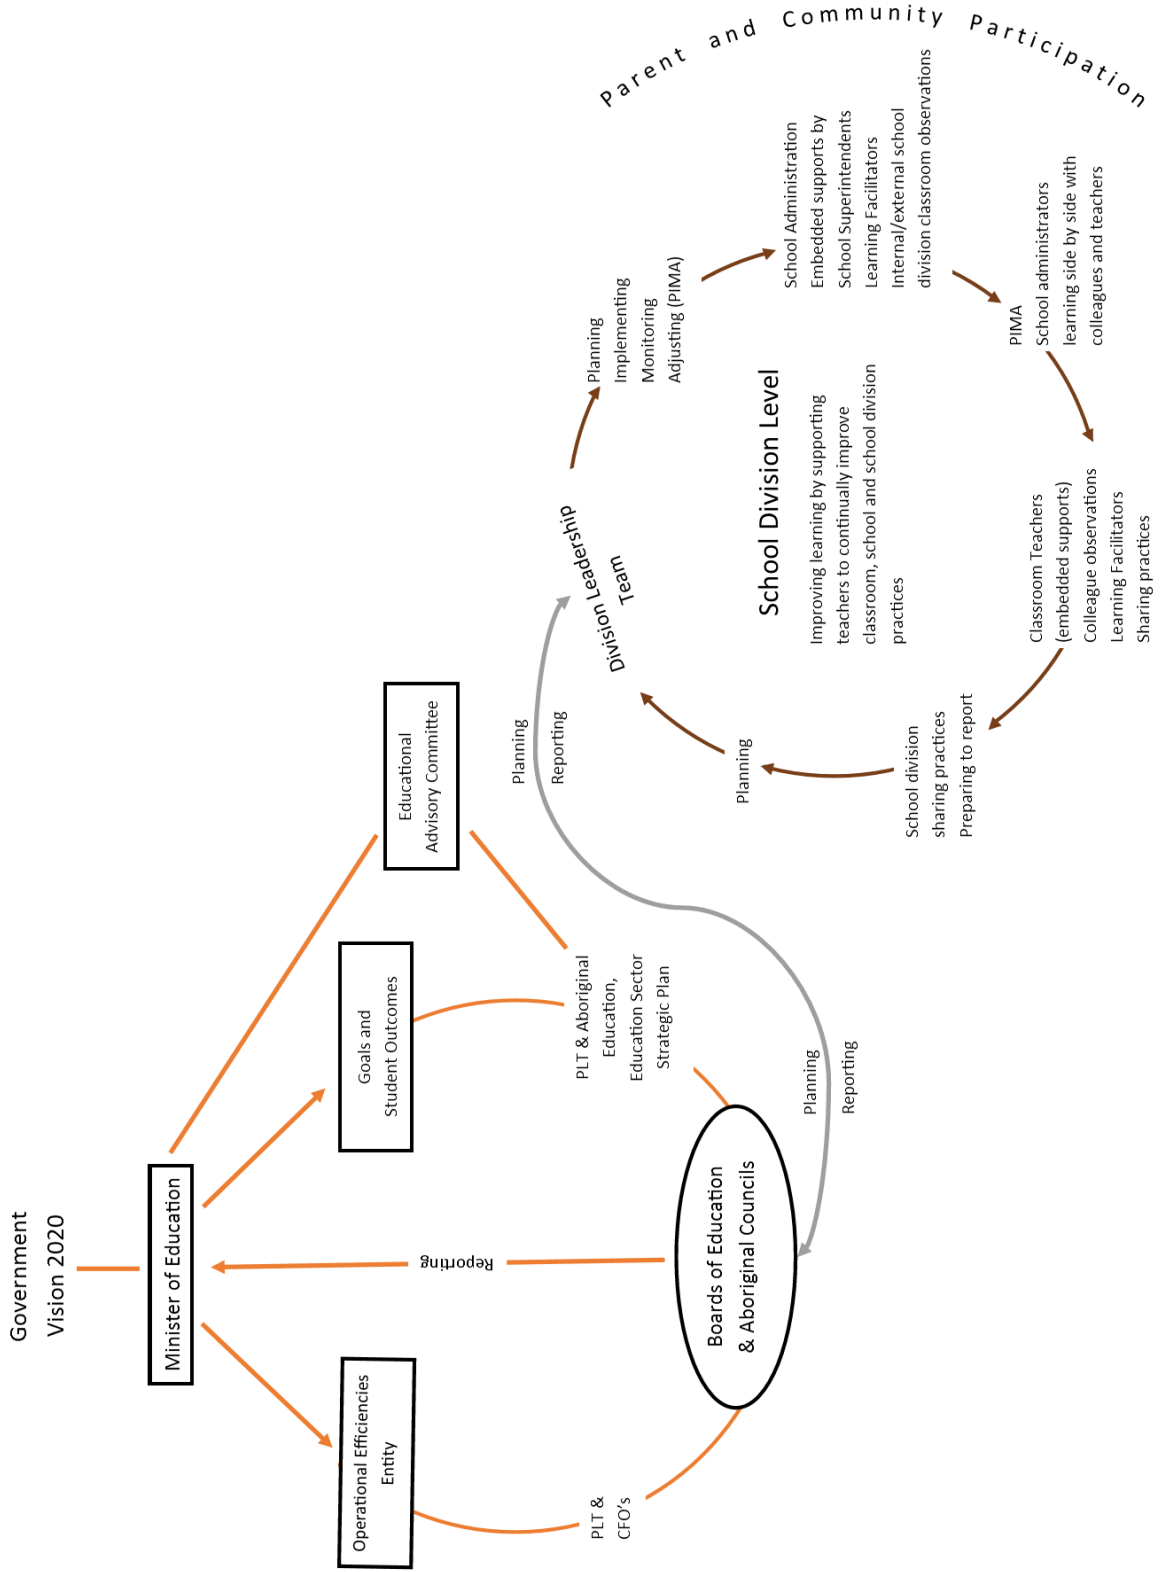 Government
Vision 2020
Minister of Education
Operational Efficiencies
Entity
Goals and
Student Outcomes
Educational
Advisory Committee
Reporting
PLT &
CFO's
PLT & Aboriginal
Education,
Education Sector
Strategic Plan
Boards of Education
& Aboriginal Councils
Planning
Reporting
Planning
Reporting
Division Leadership
Team
Planning
Implementing
Monitoring
Adjusting (PIMA)
School Administration
Embedded supports by
School Superintendents
Learning Facilitators
Internal/external school
division classroom observations
PIMA
School administrators
learning side by side with
colleagues and teachers
Classroom Teachers
(embedded supports)
Colleague observations
Learning Facilitators
Sharing practices
School division
sharing practices
Preparing to report
Planning
School Division Level
Improving learning by supporting
teachers to continually improve
classroom, school and school division
practices
Parent and Community Participation